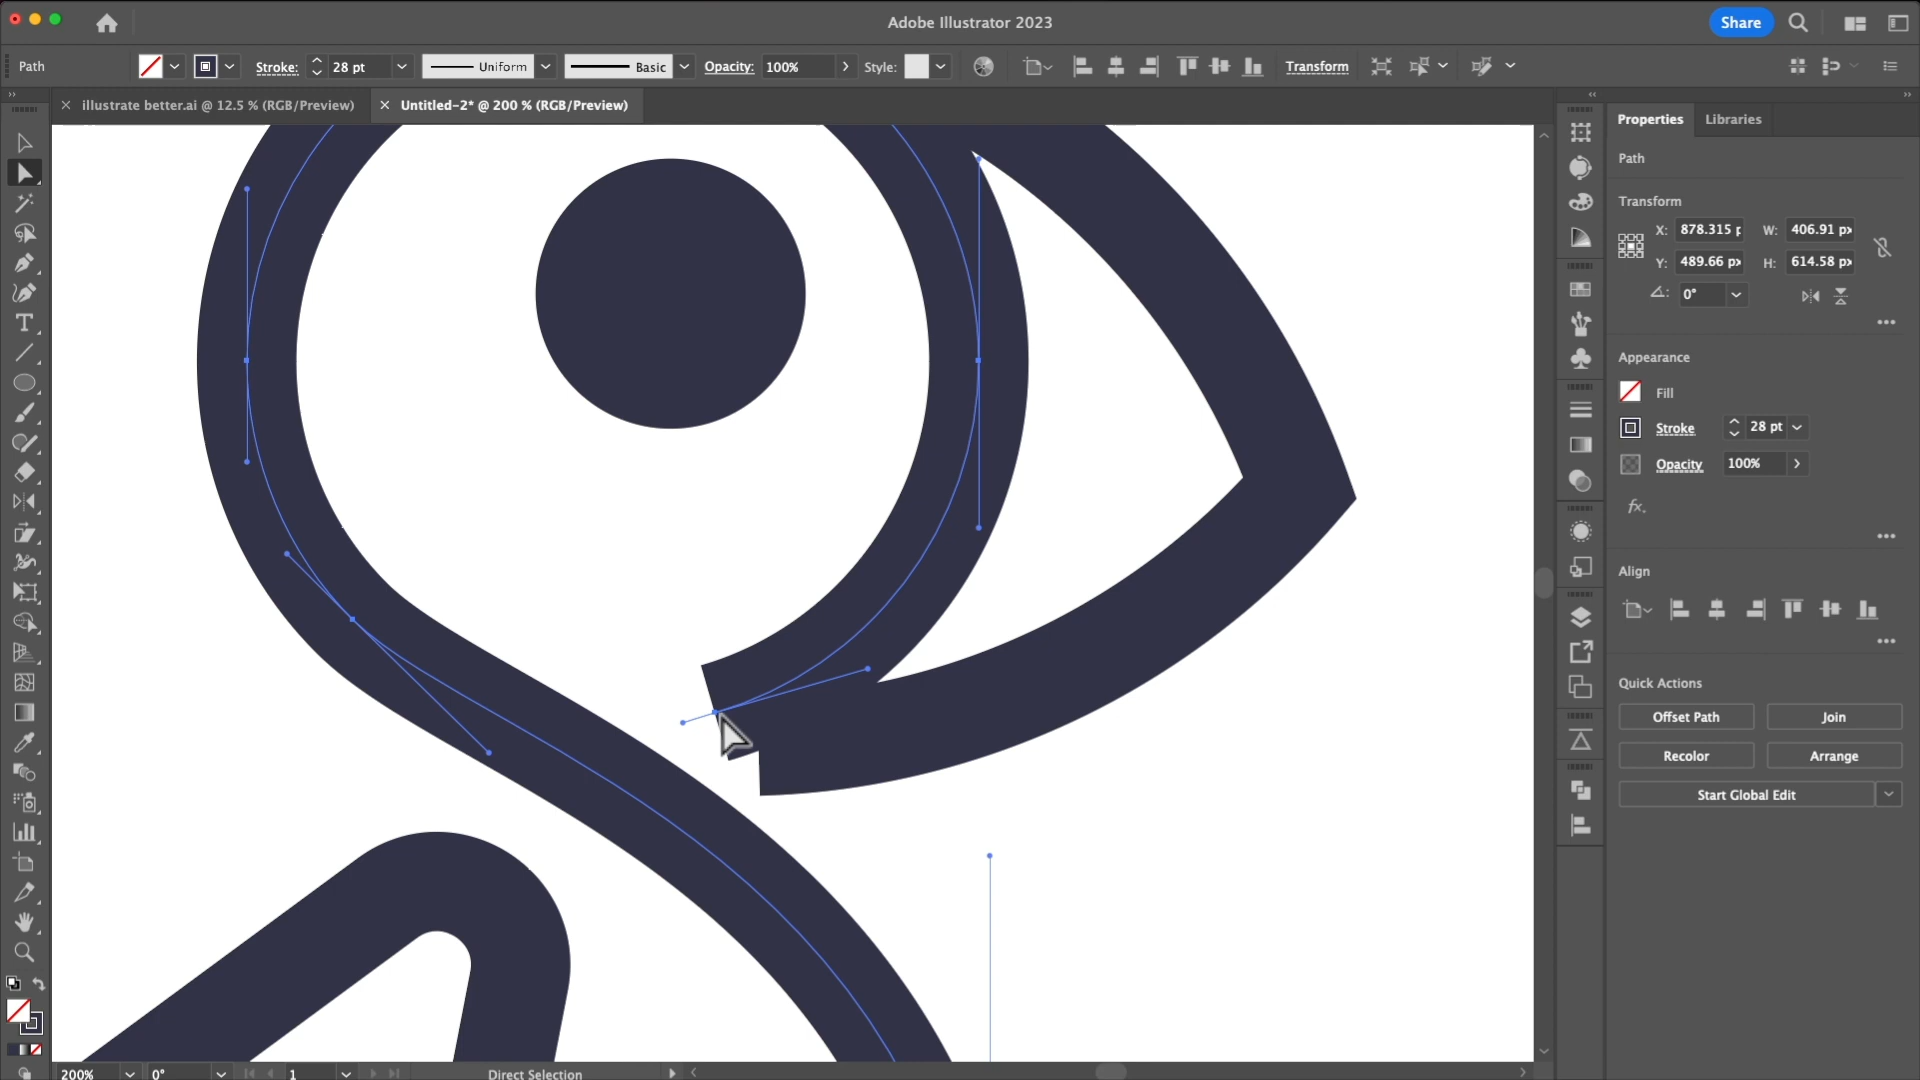 Adobe Illustrator 2023
Share
Path
Stroke: 28 pt Uniform Basic Opacity: 100% Style: Transform
illustrate better.ai @ 12.5 % (RGB/Preview)
Untitled-2* @ 200 % (RGB/Preview)
Properties Libraries
Path
Transform
X: 878.315 p W: 406.91 px
Y: 489.66 px H: 614.58 px
0°
Appearance
Fill
Stroke 28 pt
Opacity 100%
fx.
Align
Quick Actions
Offset Path Join
Recolor Arrange
Start Global Edit
200% 0° 1 Direct Selection